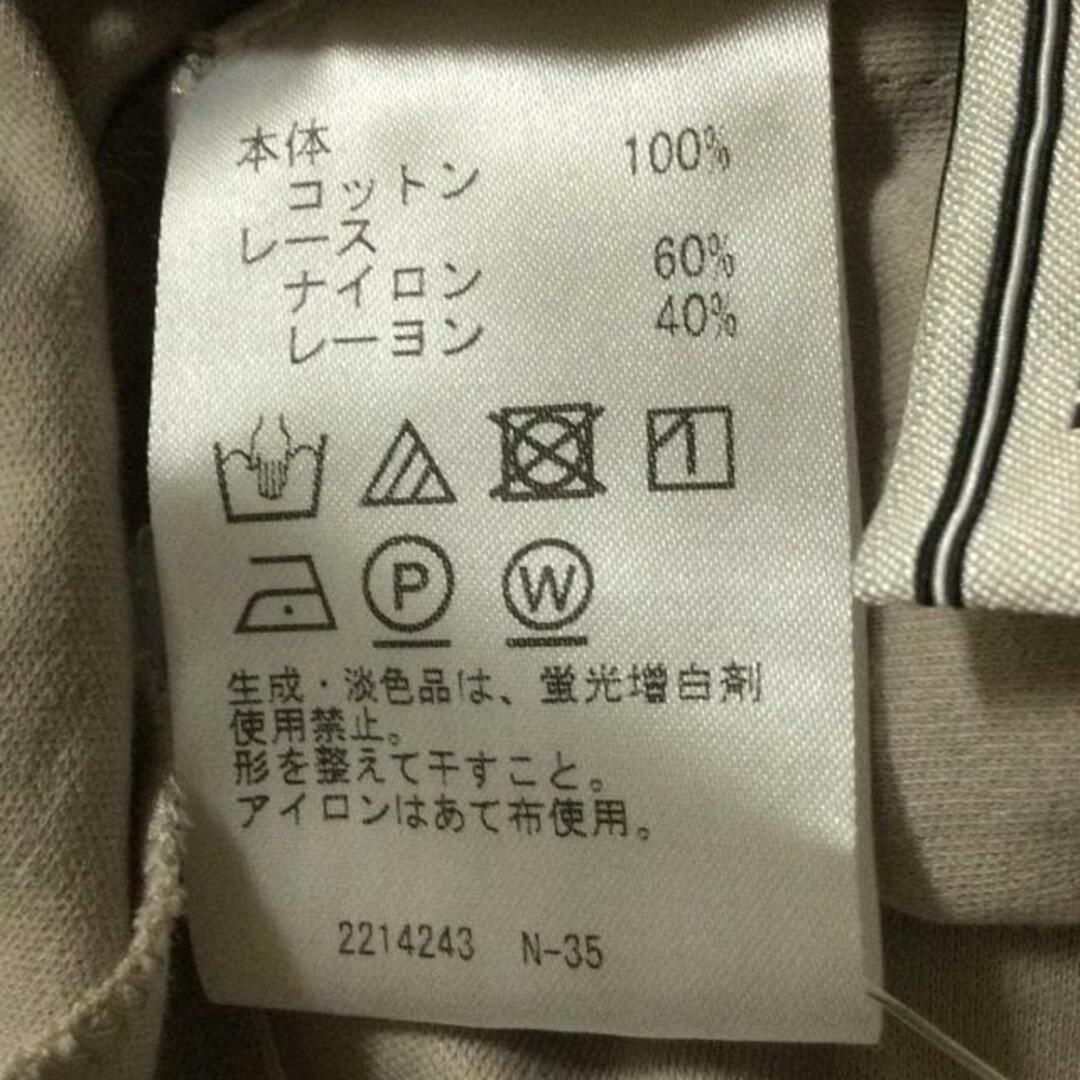 本体
コットン 100%
レース
ナイロン 60%
レーヨン 40%
P W
生成・淡色品は、蛍光増白剤
使用禁止。
形を整えて干すこと。
アイロンはあて布使用。
2214243 N-35